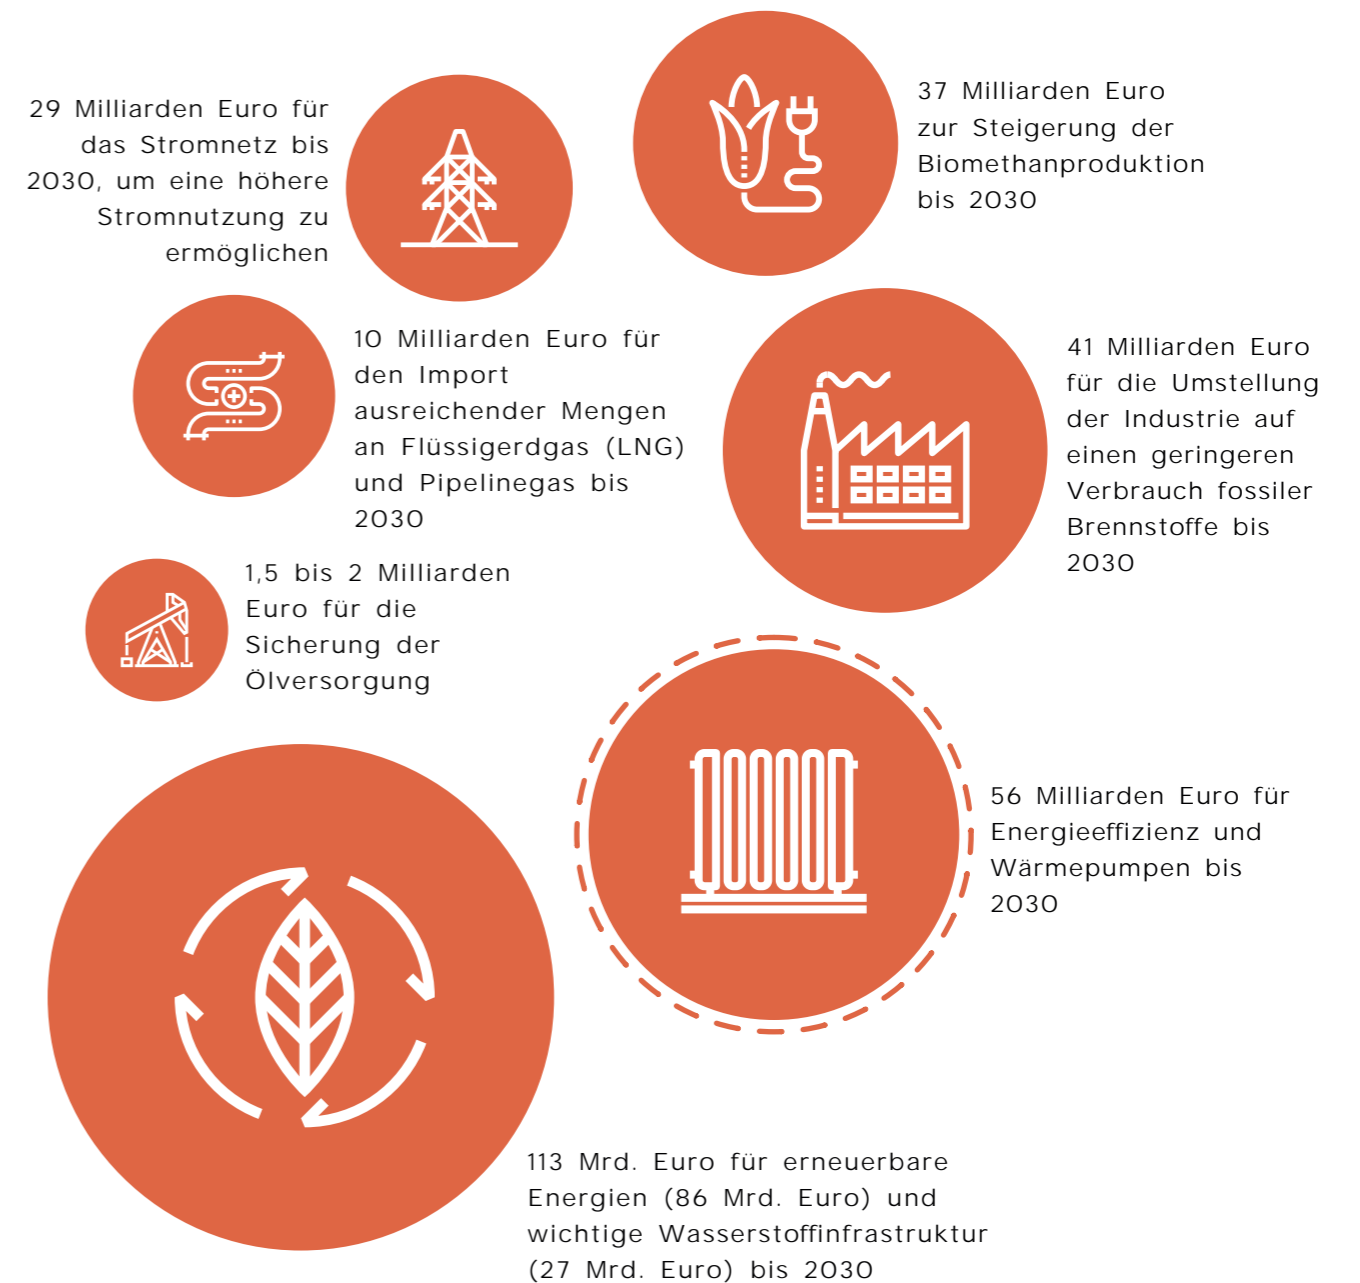 29 Milliarden Euro für
das Stromnetz bis
2030, um eine höhere
Stromnutzung zu
ermöglichen
37 Milliarden Euro
zur Steigerung der
Biomethanproduktion
bis 2030
10 Milliarden Euro für
den Import
ausreichender Mengen
an Flüssigerdgas (LNG)
und Pipelinegas bis
2030
41 Milliarden Euro
für die Umstellung
der Industrie auf
einen geringeren
Verbrauch fossiler
Brennstoffe bis
2030
1,5 bis 2 Milliarden
Euro für die
Sicherung der
Ölversorgung
56 Milliarden Euro für
Energieeffizienz und
Wärmepumpen bis
2030
113 Mrd. Euro für erneuerbare
Energien (86 Mrd. Euro) und
wichtige Wasserstoffinfrastruktur
(27 Mrd. Euro) bis 2030